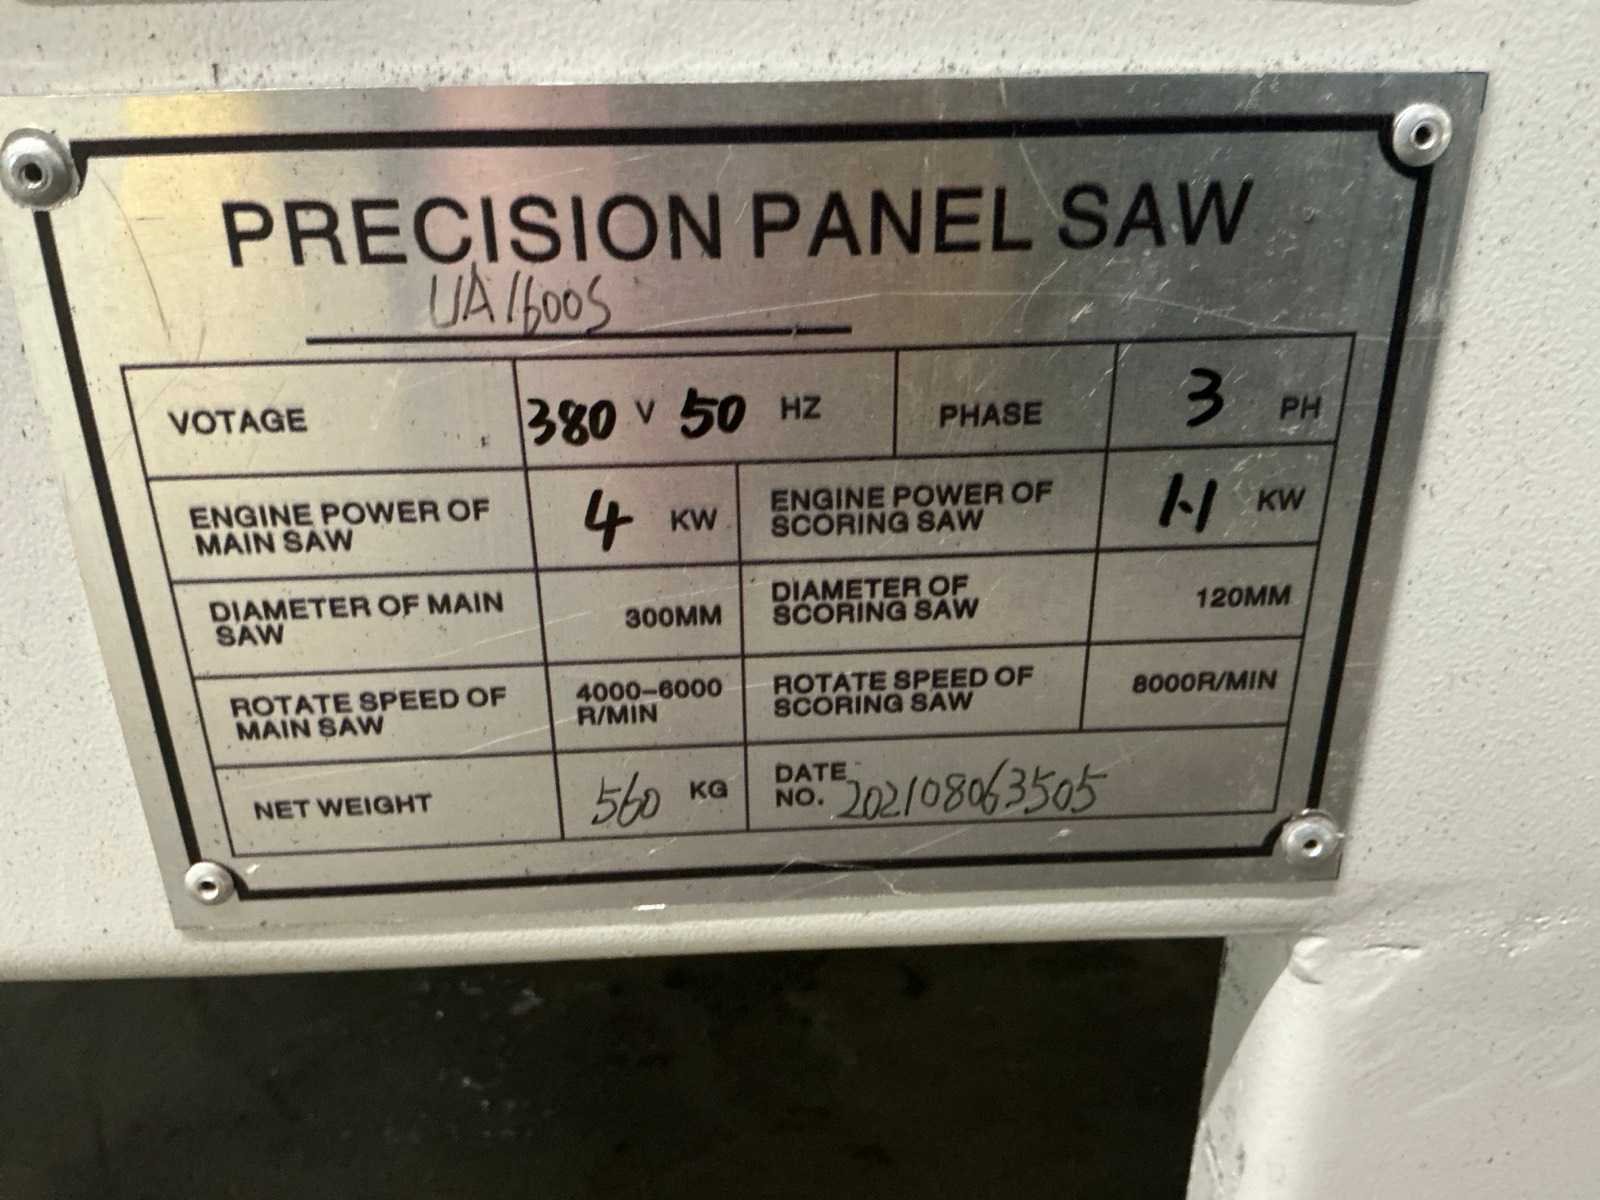 PRECISION PANEL SAW
UA1600S
VOTAGE 380 V 50 HZ PHASE 3 PH
ENGINE POWER OF
MAIN SAW
4 KW
ENGINE POWER OF
SCORING SAW
1.1 KW
DIAMETER OF MAIN
SAW
300MM
DIAMETER OF
SCORING SAW
120MM
ROTATE SPEED OF
MAIN SAW
4000-6000
R/MIN
ROTATE SPEED OF
SCORING SAW
8000R/MIN
NET WEIGHT 560 KG
DATE
NO. 202108063505